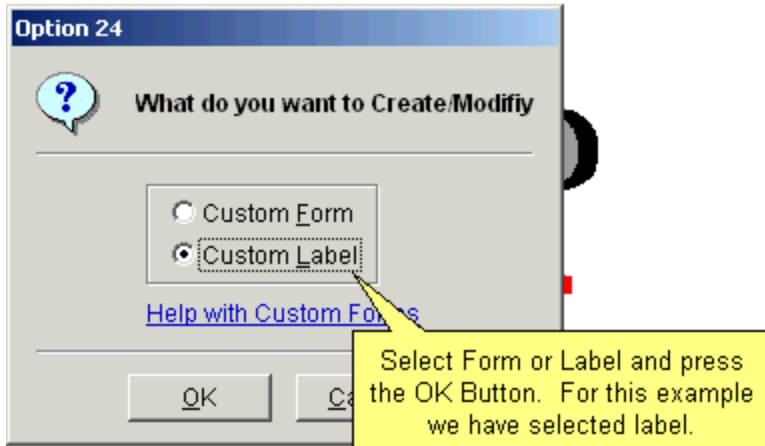 Option 24
?
What do you want to Create/Modifiy
Custom Form
Custom Label
Help with Custom
Select Form or Label and press
the OK Button. For this example
we have selected label.
OK